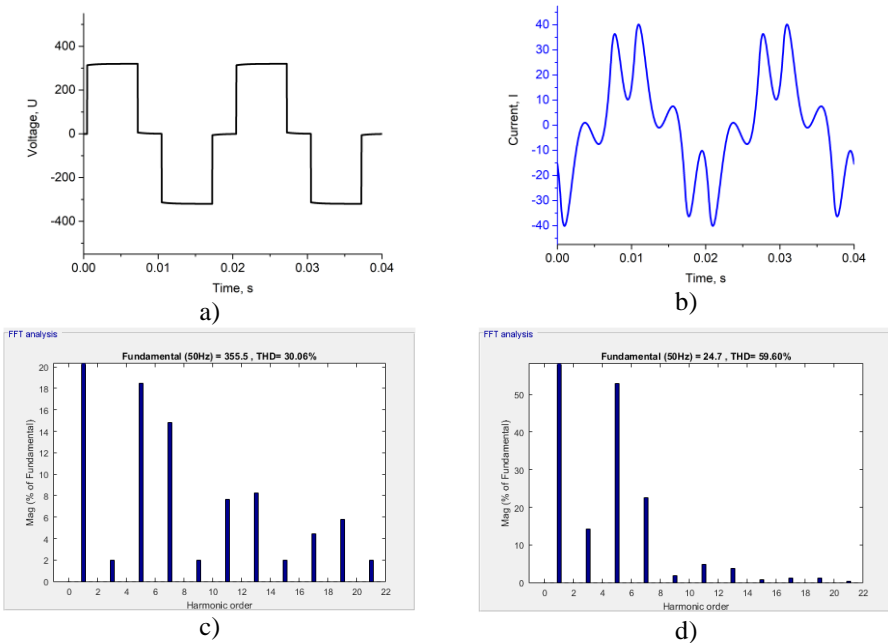 400
200
0
-200
-400
Voltage, U
0.00 0.01 0.02 0.03 0.04
Time, s
a)
40
30
20
10
0
-10
-20
-30
-40
Current, I
0.00 0.01 0.02 0.03 0.04
Time, s
b)
FFT analysis
Fundamental (50Hz) = 355.5 , THD= 30.06%
20
18
16
14
12
10
8
6
4
2
0
Mag (% of Fundamental)
0 2 4 6 8 10 12 14 16 18 20 22
Harmonic order
c)
FFT analysis
Fundamental (50Hz) = 24.7 , THD= 59.60%
50
40
30
20
10
0
Mag (% of Fundamental)
0 2 4 6 8 10 12 14 16 18 20 22
Harmonic order
d)